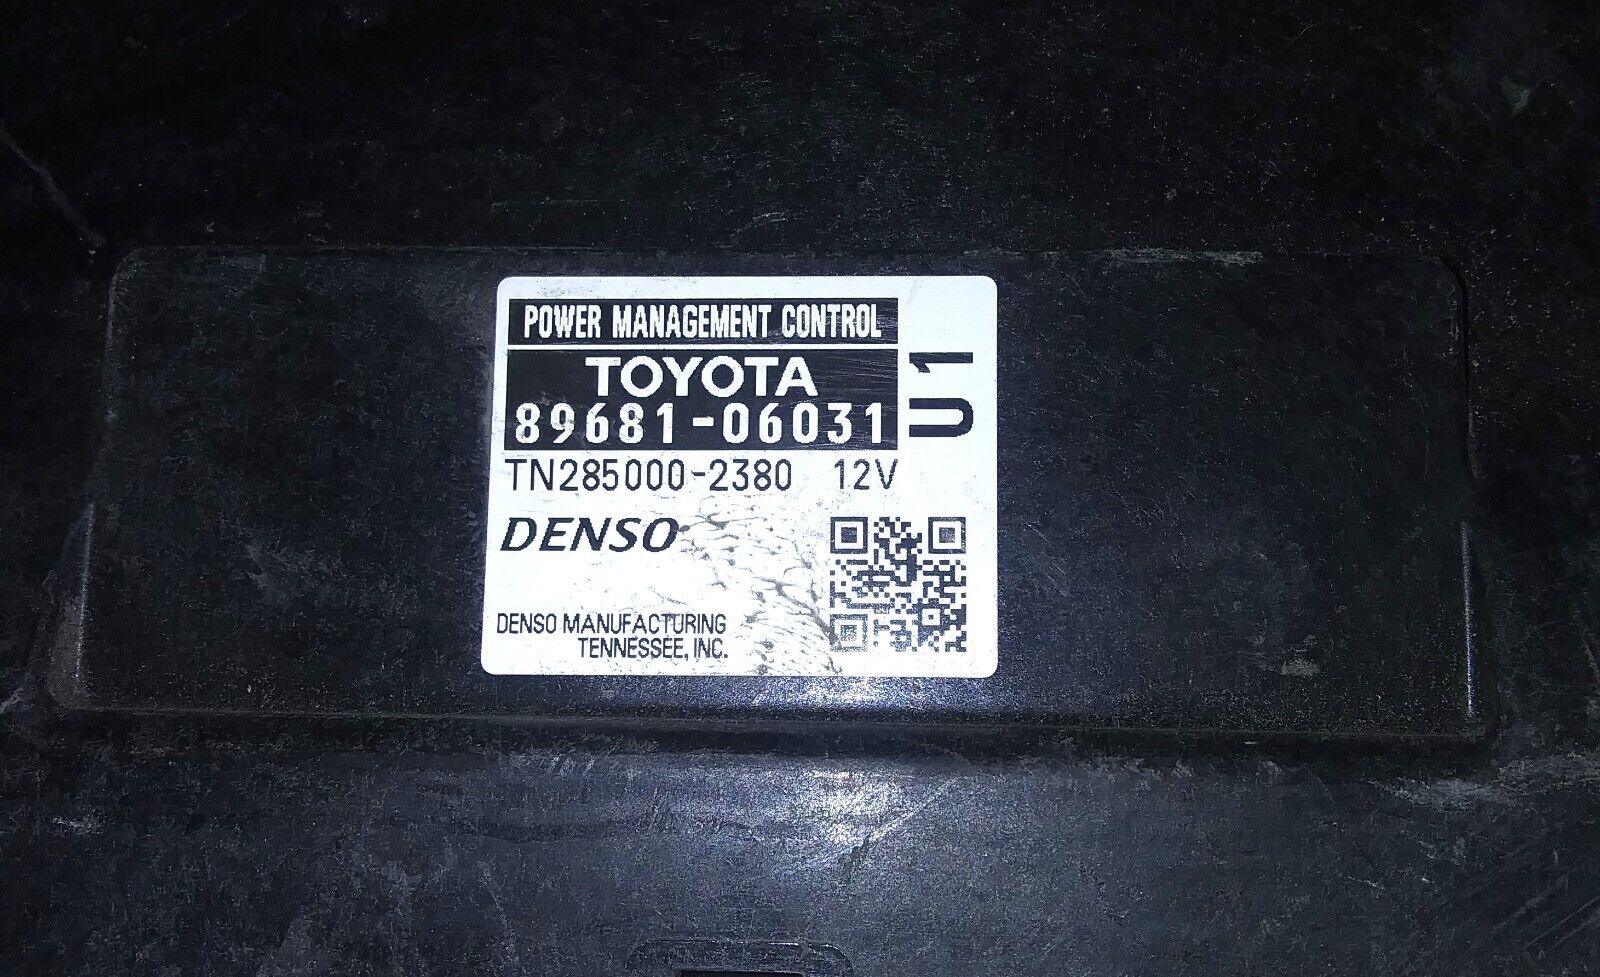 POWER MANAGEMENT CONTROL
TOYOTA
89681-06031
U1
TN285000-2380 12V
DENSO
DENSO MANUFACTURING
TENNESSEE, INC.